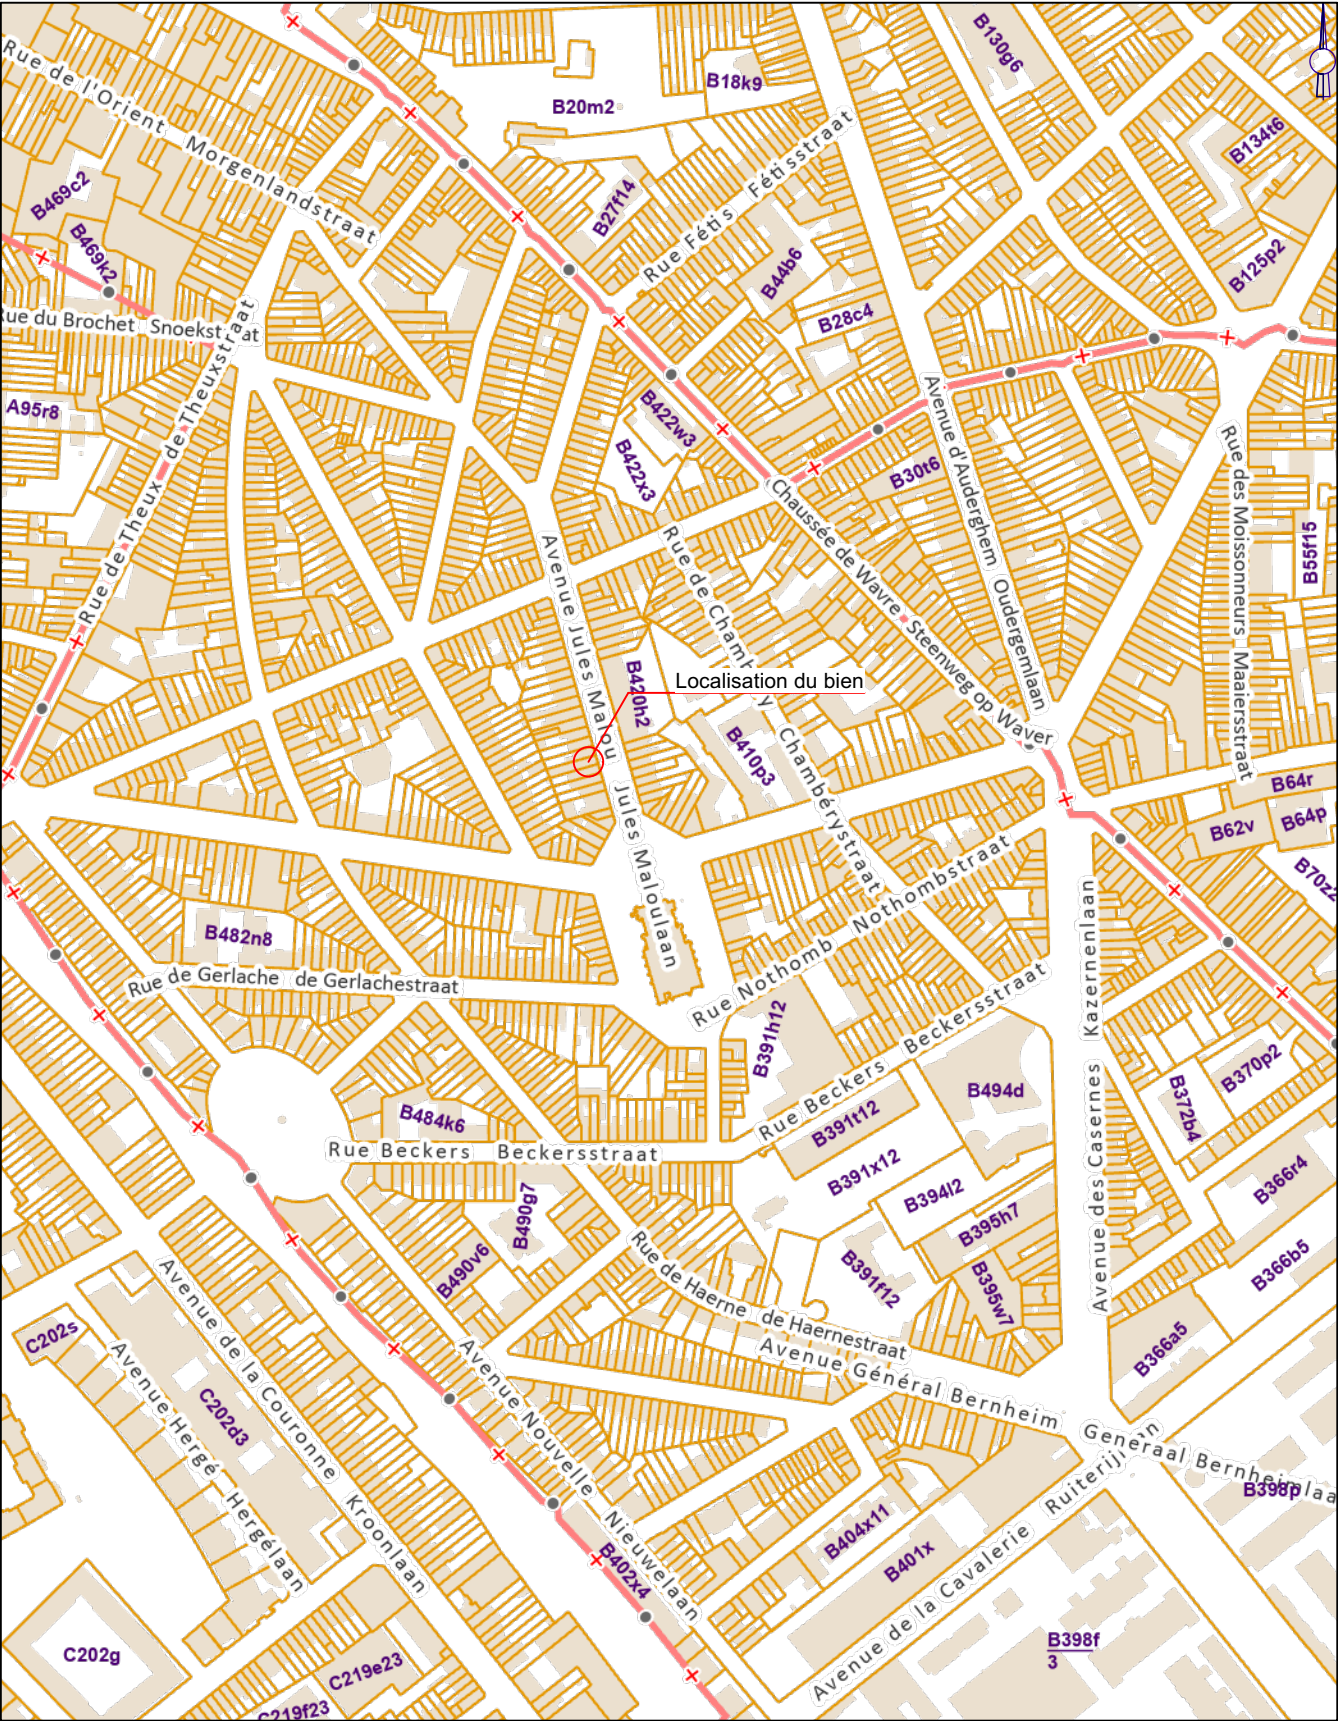 B130g6
B18k9
B20m2
Rue de l'Orient Morgenlandstraat
B134t6
B469c2
B27f14
Rue Fétis Fétisstraat
B469k2
B44b6
B125p2
Rue du Brochet Snoekstraat
B28c4
A95r8
Rue de Theux de Theuxstraat
B422w3
B422x3
B30t6
Avenue d'Auderghem Oudergemlaan
Rue des Moissonneurs Maaiersstraat
Chaussée de Wavre - Steenweg op Waver
B55f15
Rue de Chambéry Chambérystraat
Avenue Jules Malou Jules Maloulaan
B420h2
Localisation du bien
B410p3
B64r
B62v
B64p
B70z2
Rue Nothomb Nothombstraat
B482n8
Rue de Gerlache de Gerlachestraat
Avenue des Casernes Kazernenlaan
B391h12
Rue Beckers Beckersstraat
B494d
B370p2
B372b4
B484k6
B391t12
Rue Beckers Beckersstraat
B391x12
B394l2
B366r4
B490g7
B395h7
B490v6
B391f12
B395w7
B366b5
Rue de Haerne de Haernestraat
C202s
Avenue de la Couronne Kroonlaan
B366a5
Avenue Général Bernheim Generaal Bernheimlaa
Avenue Hergé Hergélaan
C202d3
Avenue Nouvelle Nieuwelaan
B398p
B404x11
B401x
B402x4
Avenue de la Cavalerie
C202g
B398f
3
C219e23
C219f23